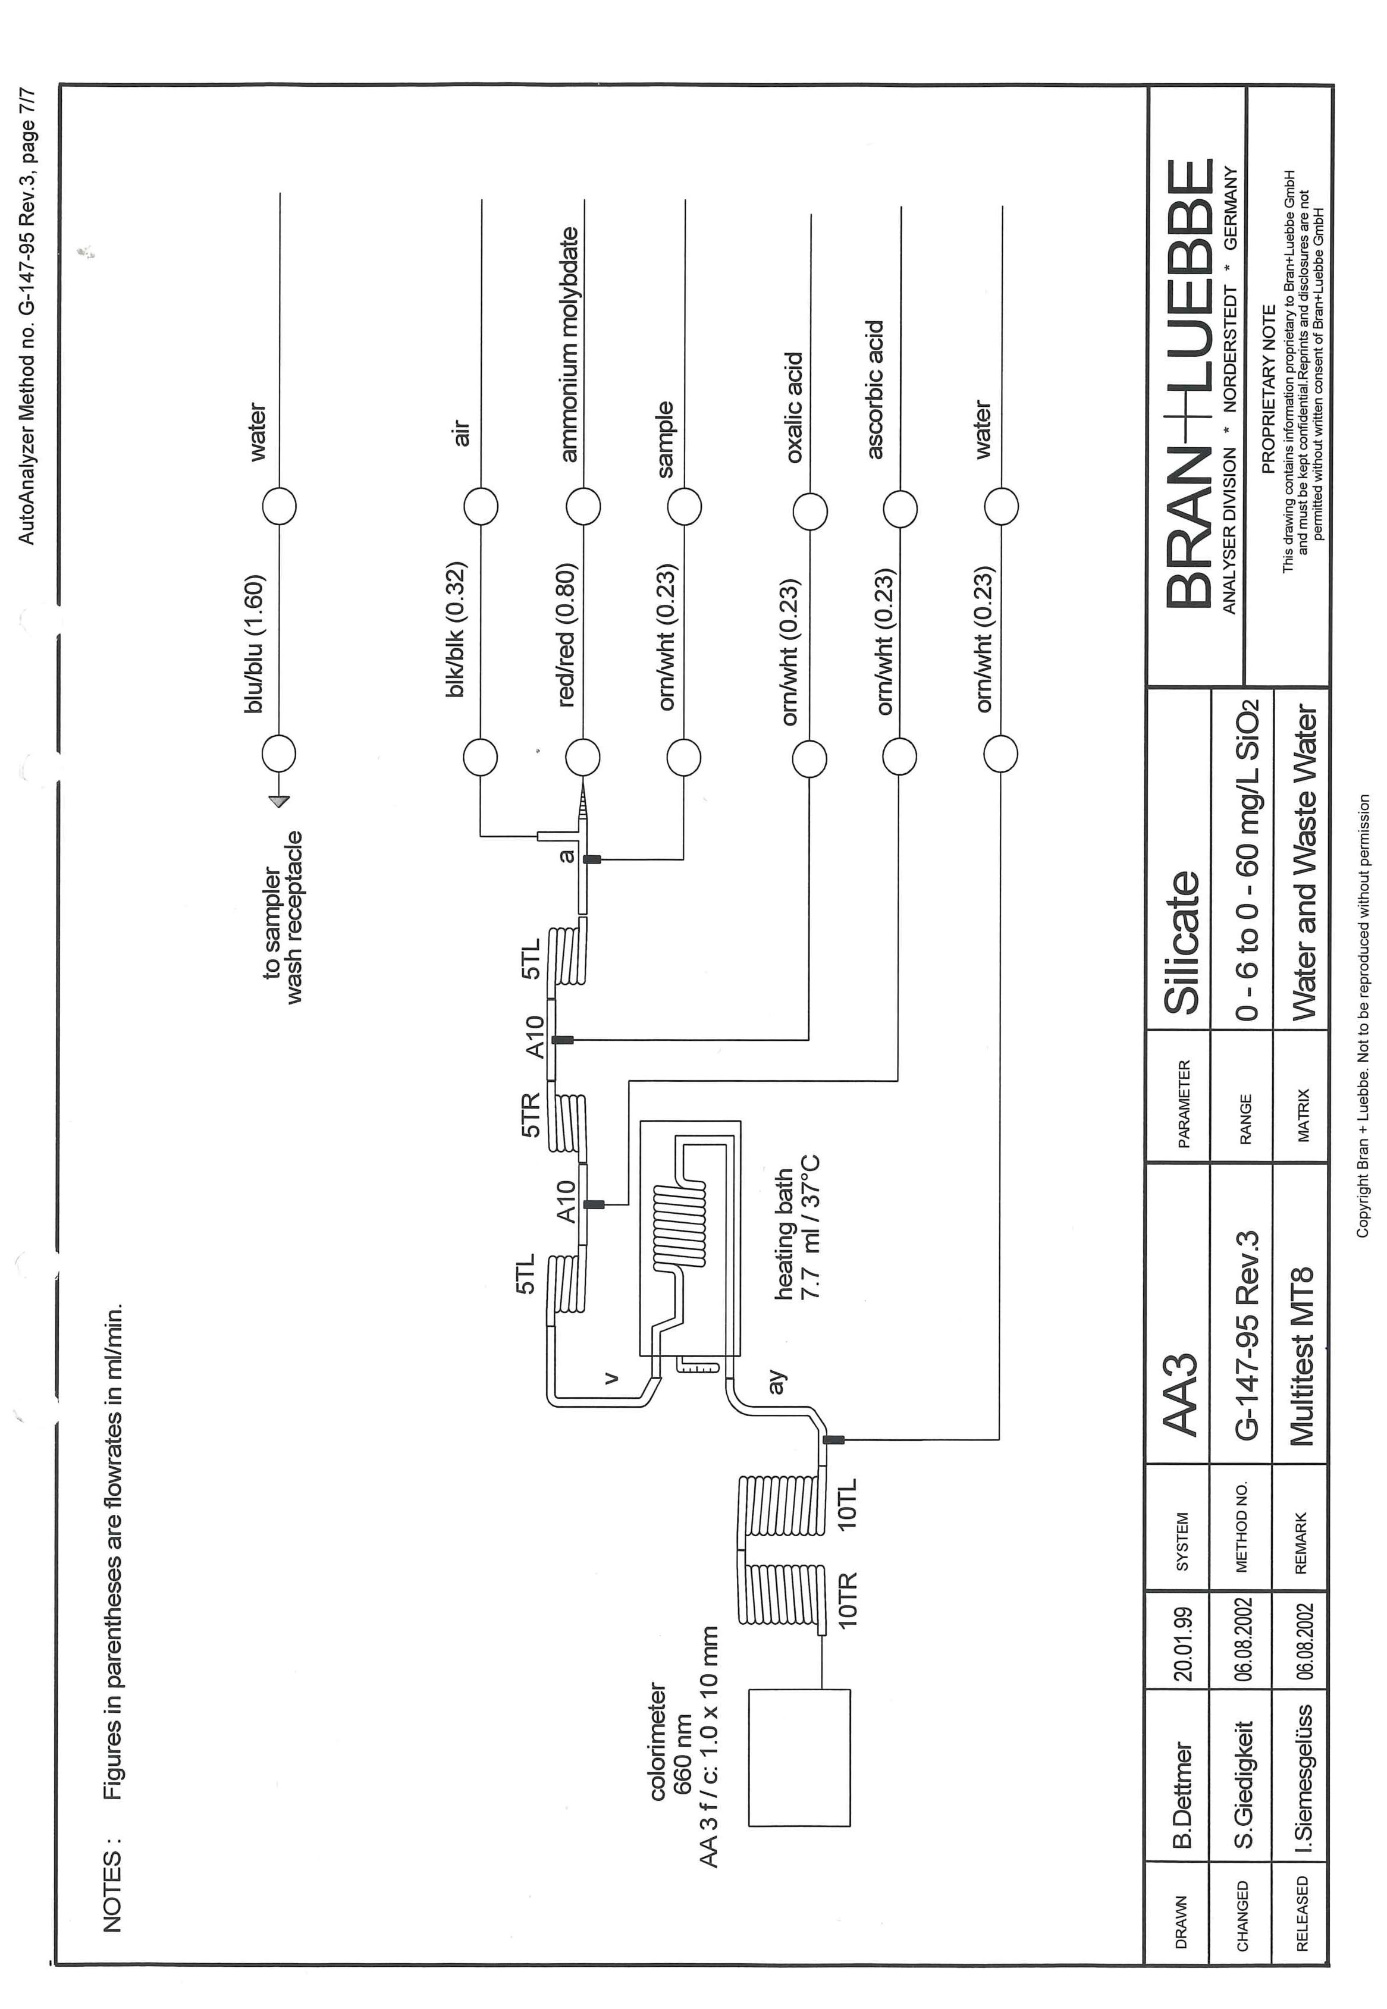 AutoAnalyzer Method no. G-147-95 Rev.3, page 7/7
NOTES : Figures in parentheses are flowrates in ml/min.
to sampler
wash receptacle
blu/blu (1.60)
water
blk/blk (0.32)
air
red/red (0.80)
ammonium molybdate
orn/wht (0.23)
sample
orn/wht (0.23)
oxalic acid
orn/wht (0.23)
ascorbic acid
orn/wht (0.23)
water
a
5TL
A10
5TR
A10
5TL
v
heating bath
7.7 ml / 37°C
ay
10TL
10TR
colorimeter
660 nm
AA 3 f / c: 1.0 x 10 mm
DRAWN
B.Dettmer
20.01.99
SYSTEM
AA3
PARAMETER
Silicate
CHANGED
S.Giedigkeit
06.08.2002
METHOD NO.
G-147-95 Rev.3
RANGE
0 - 6 to 0 - 60 mg/L SiO2
RELEASED
I.Siemesgelüss
06.08.2002
REMARK
Multitest MT8
MATRIX
Water and Waste Water
BRAN+LUEBBE
ANALYSER DIVISION * NORDERSTEDT * GERMANY
PROPRIETARY NOTE
This drawing contains information proprietary to Bran+Luebbe GmbH
and must be kept confidential.Reprints and disclosures are not
permitted without written consent of Bran+Luebbe GmbH
Copyright Bran + Luebbe. Not to be reproduced without permission